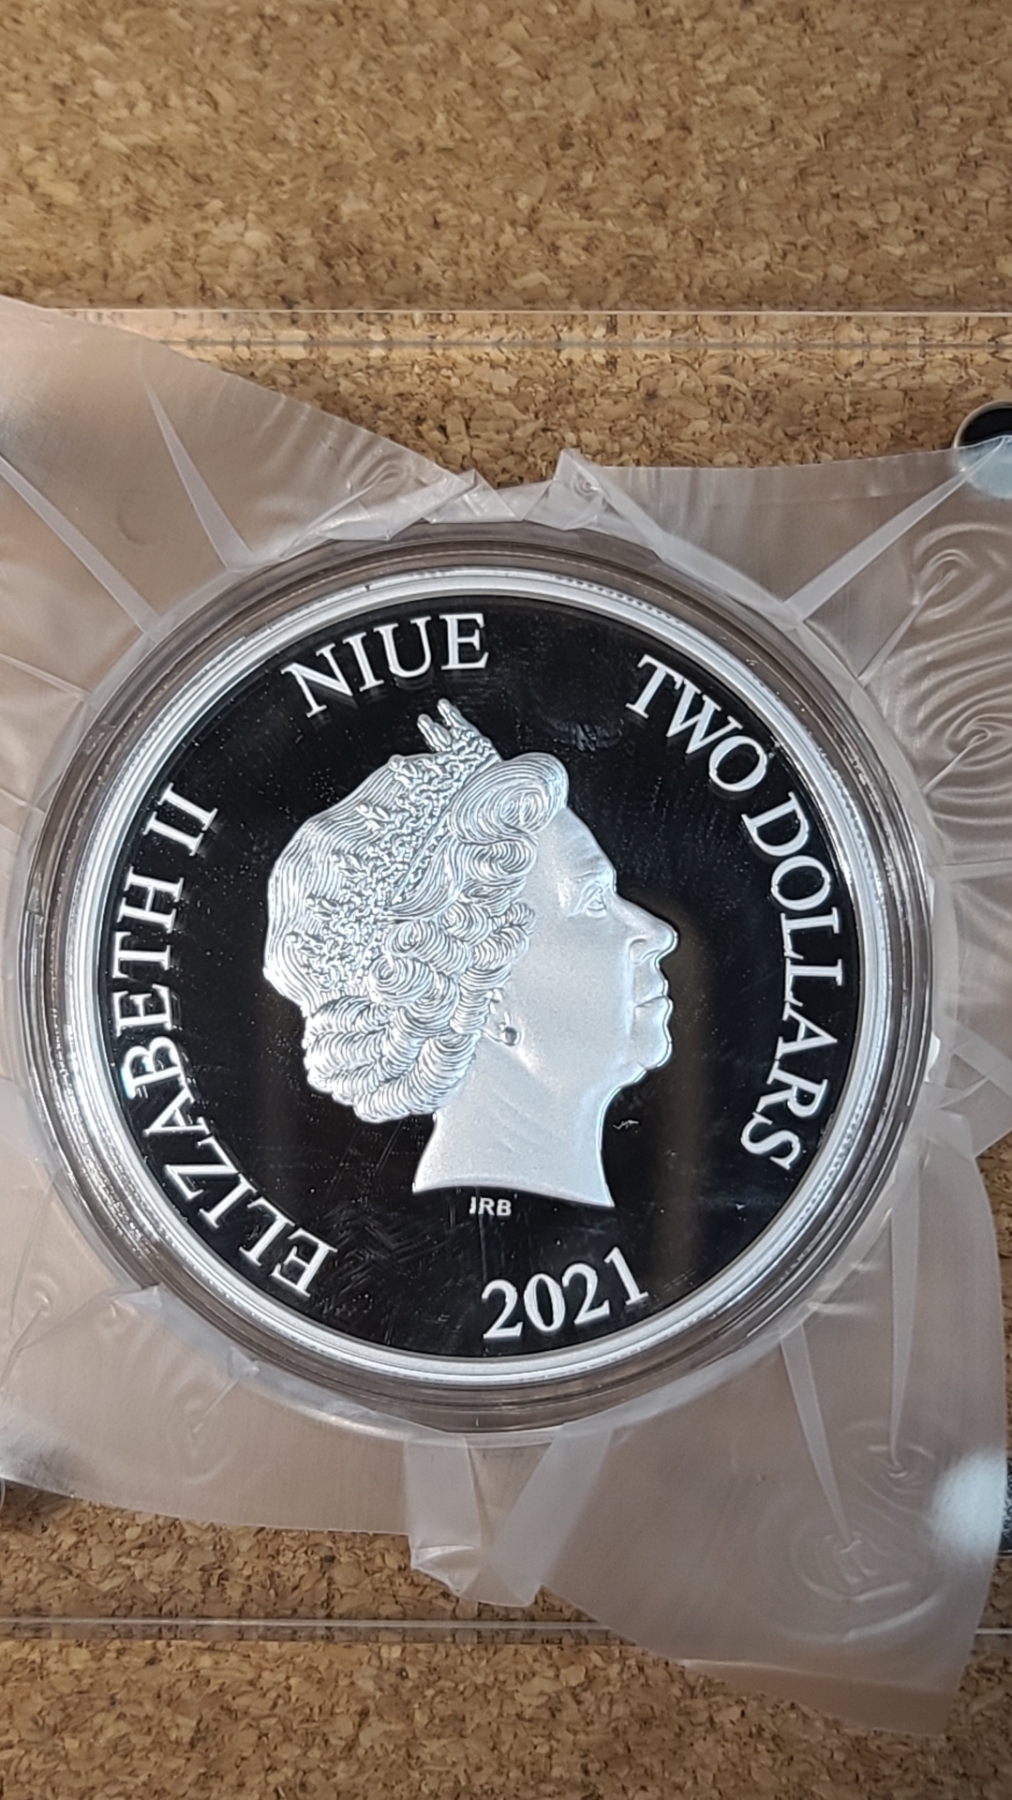 ELIZABETH II
NIUE
TWO DOLLARS
IRB
2021